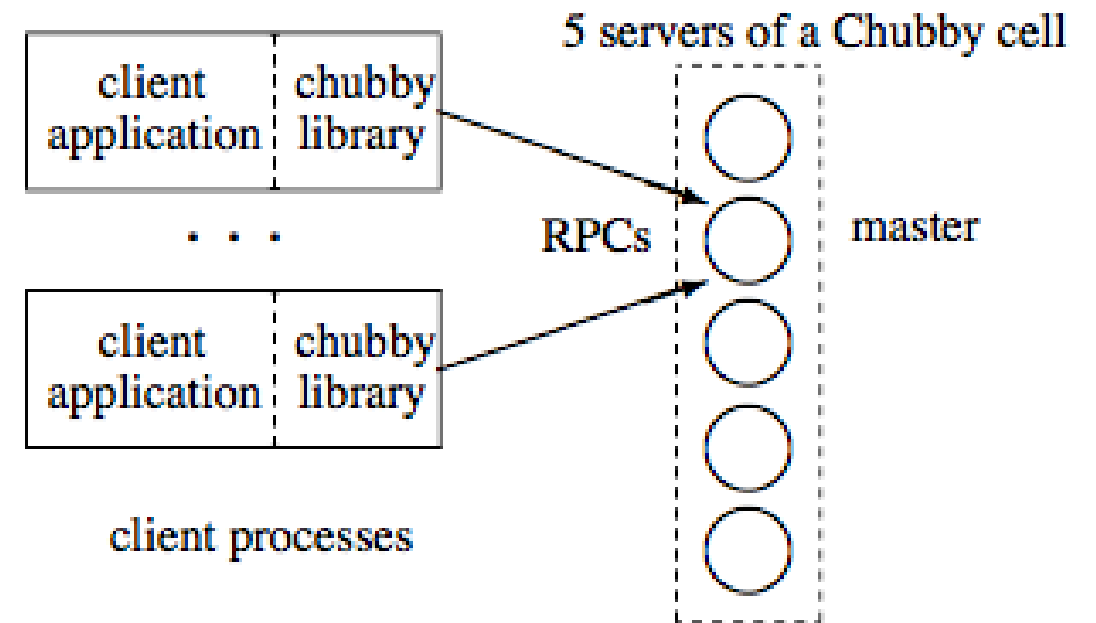 5 servers of a Chubby cell
client
application
chubby
library
. . .
RPCs
master
client
application
chubby
library
client processes